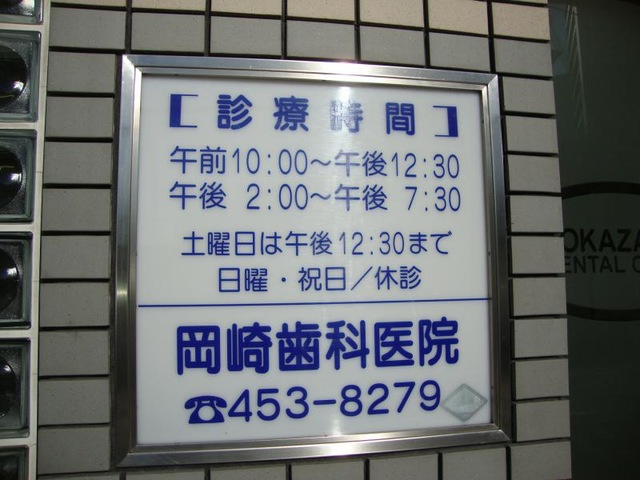 【診療時間】
午前10:00～午後12:30
午後 2:00～午後 7:30
土曜日は午後12:30まで
日曜・祝日／休診
岡崎歯科医院
☎453-8279
OKAZA
ENTAL C